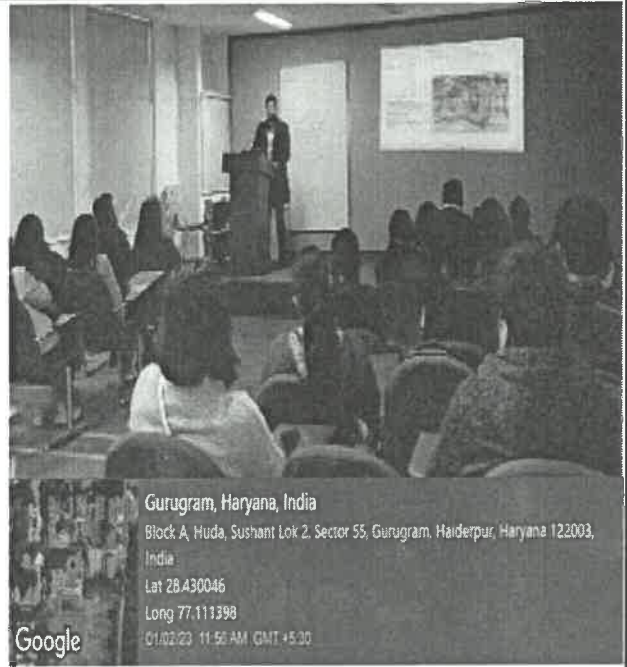 Gurugram, Haryana, India
Block A, Huda, Sushant Lok 2, Sector 55, Gurugram, Haiderpur, Haryana 122003,
India
Lat 28.430046
Long 77.111398
01/02/23 11:56 AM GMT +5:30
Google